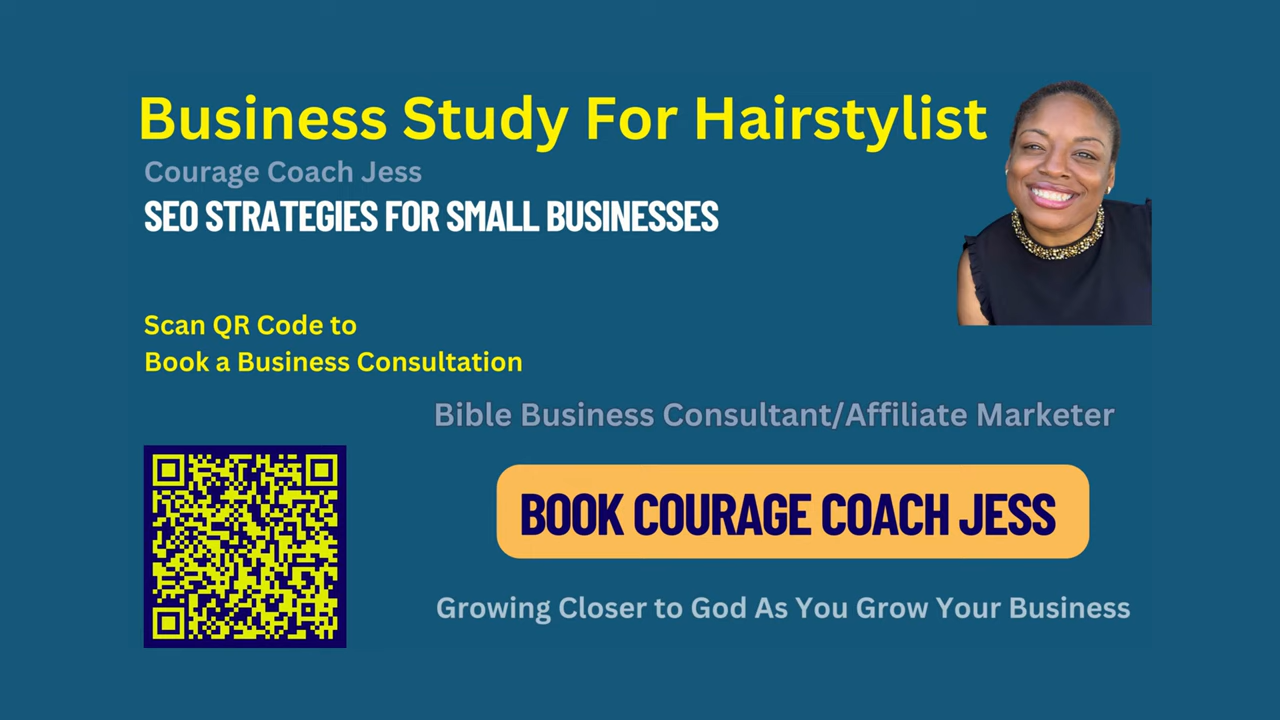 Business Study For Hairstylist
Courage Coach Jess
SEO STRATEGIES FOR SMALL BUSINESSES
Scan QR Code to
Book a Business Consultation
Bible Business Consultant/Affiliate Marketer
BOOK COURAGE COACH JESS
Growing Closer to God As You Grow Your Business